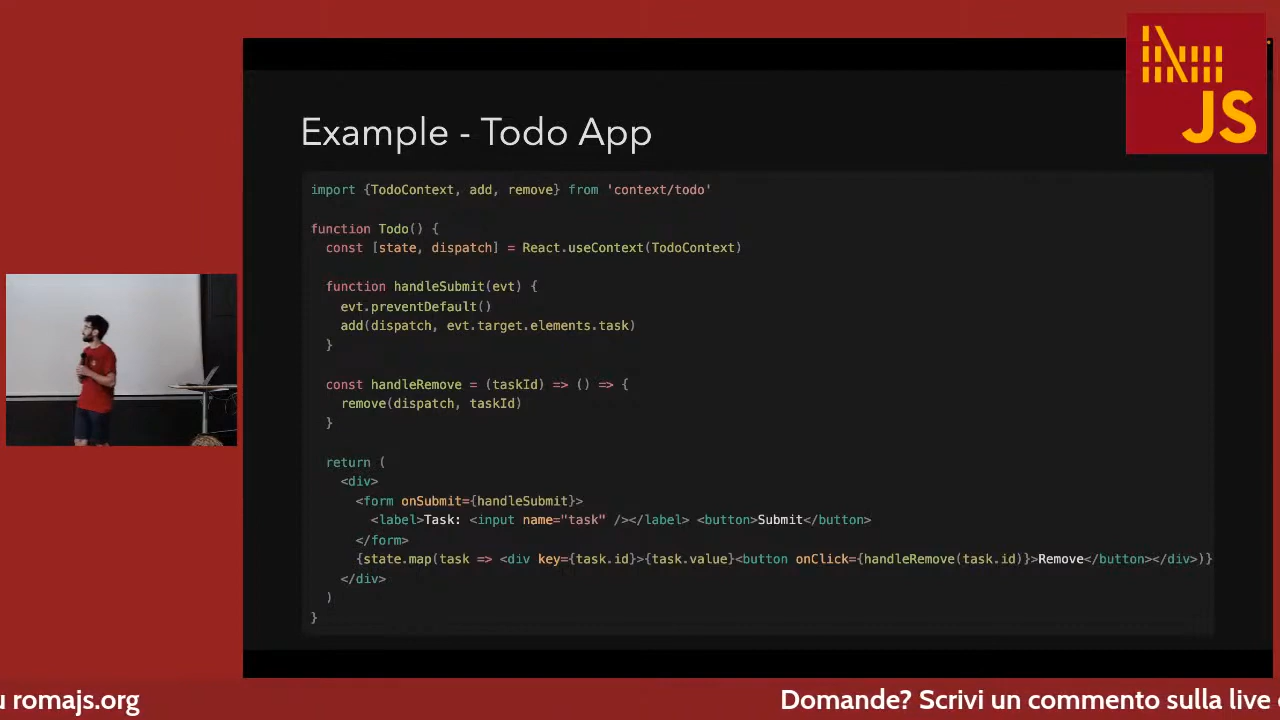 JS
Example - Todo App
import {TodoContext, add, remove} from 'context/todo'
function Todo() {
const [state, dispatch] = React.useContext(TodoContext)
function handleSubmit(evt) {
evt.preventDefault()
add(dispatch, evt.target.elements.task)
}
const handleRemove = (taskId) => () => {
remove(dispatch, taskId)
}
return (
<div>
<form onSubmit={handleSubmit}>
<label>Task: <input name="task" /></label> <button>Submit</button>
</form>
{state.map(task => <div key={task.id}>{task.value}<button onClick={handleRemove(task.id)}>Remove</button></div>)}
</div>
)
}
romajs.org
Domande? Scrivi un commento sulla live